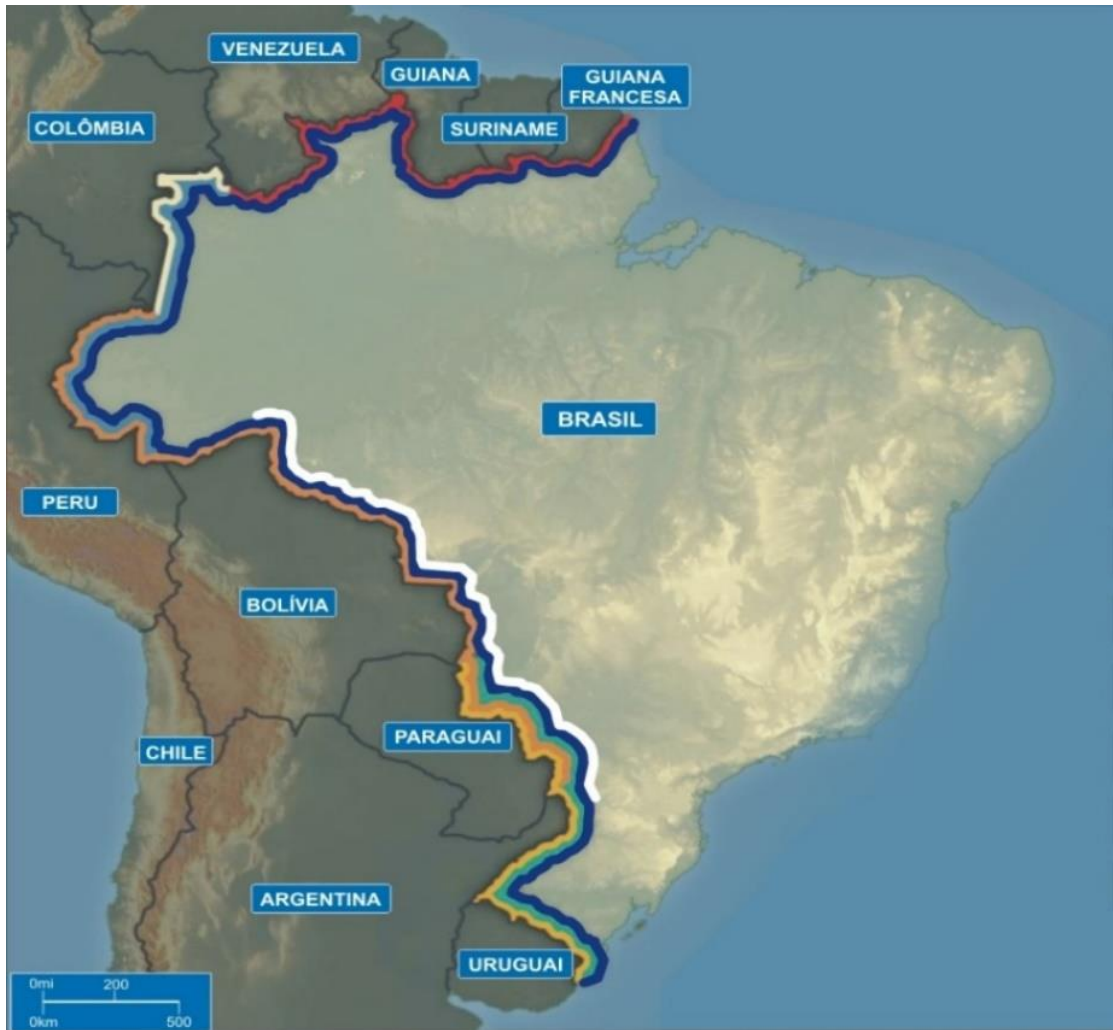 VENEZUELA
GUIANA
GUIANA
FRANCESA
COLÔMBIA
SURINAME
BRASIL
PERU
BOLÍVIA
PARAGUAI
CHILE
ARGENTINA
URUGUAI
0mi 200
0km 500